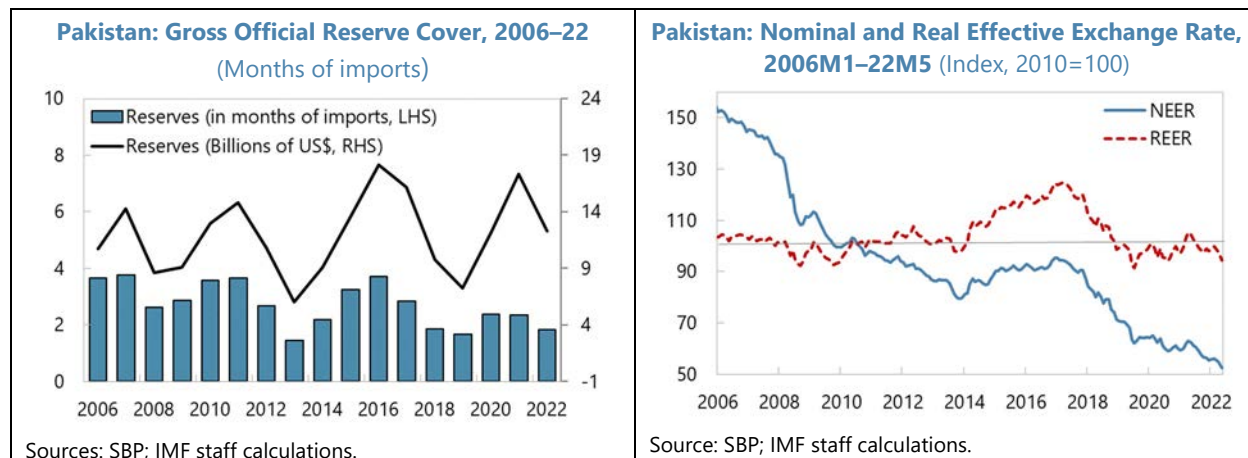 Pakistan: Gross Official Reserve Cover, 2006–22
(Months of imports)
10
8
6
4
2
0
24
19
14
9
4
-1
Reserves (in months of imports, LHS)
Reserves (Billions of US$, RHS)
2006 2008 2010 2012 2014 2016 2018 2020 2022
Sources: SBP; IMF staff calculations.
Pakistan: Nominal and Real Effective Exchange Rate,
2006M1–22M5 (Index, 2010=100)
150
130
110
90
70
50
NEER
REER
2006 2008 2010 2012 2014 2016 2018 2020 2022
Source: SBP; IMF staff calculations.